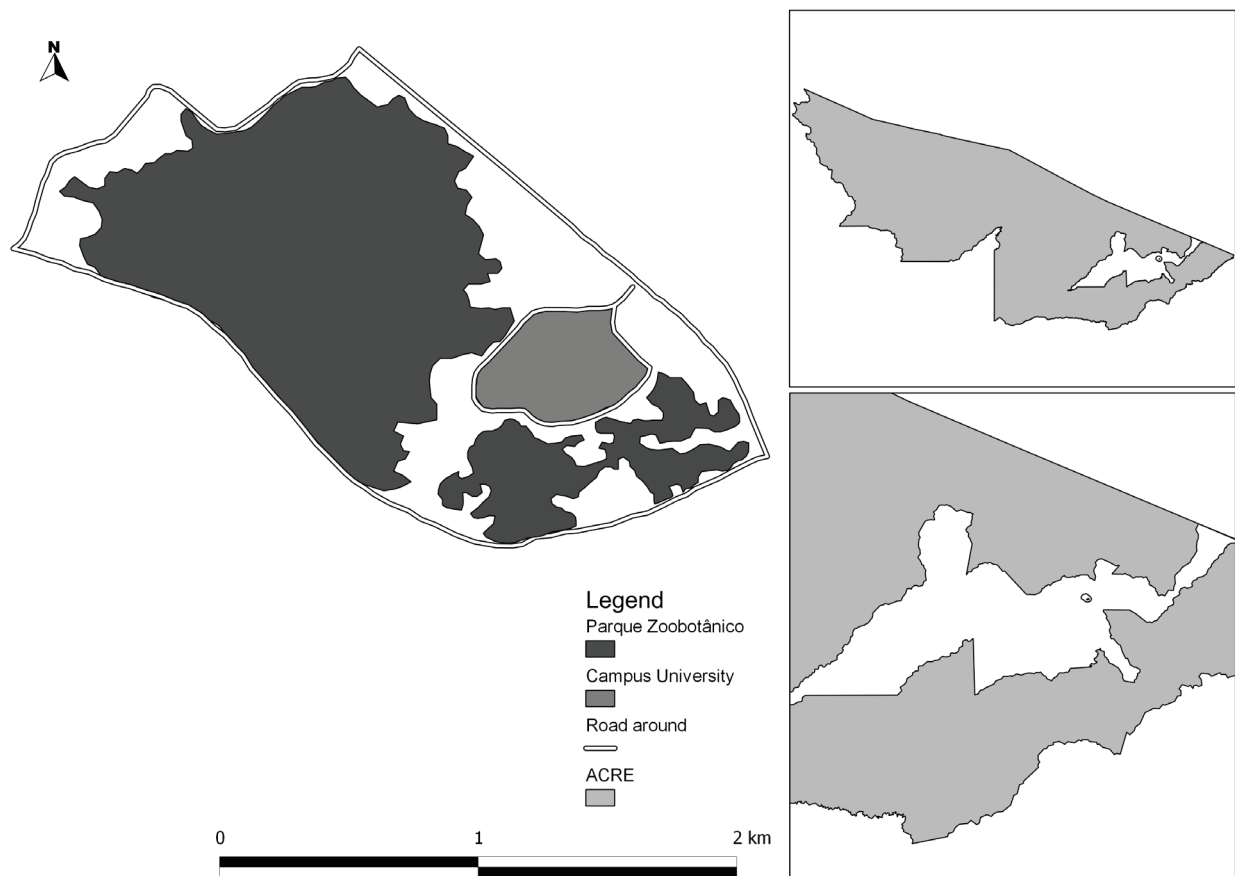 N
Legend
Parque Zoobotânico
Campus University
Road around
ACRE
0 1 2 km